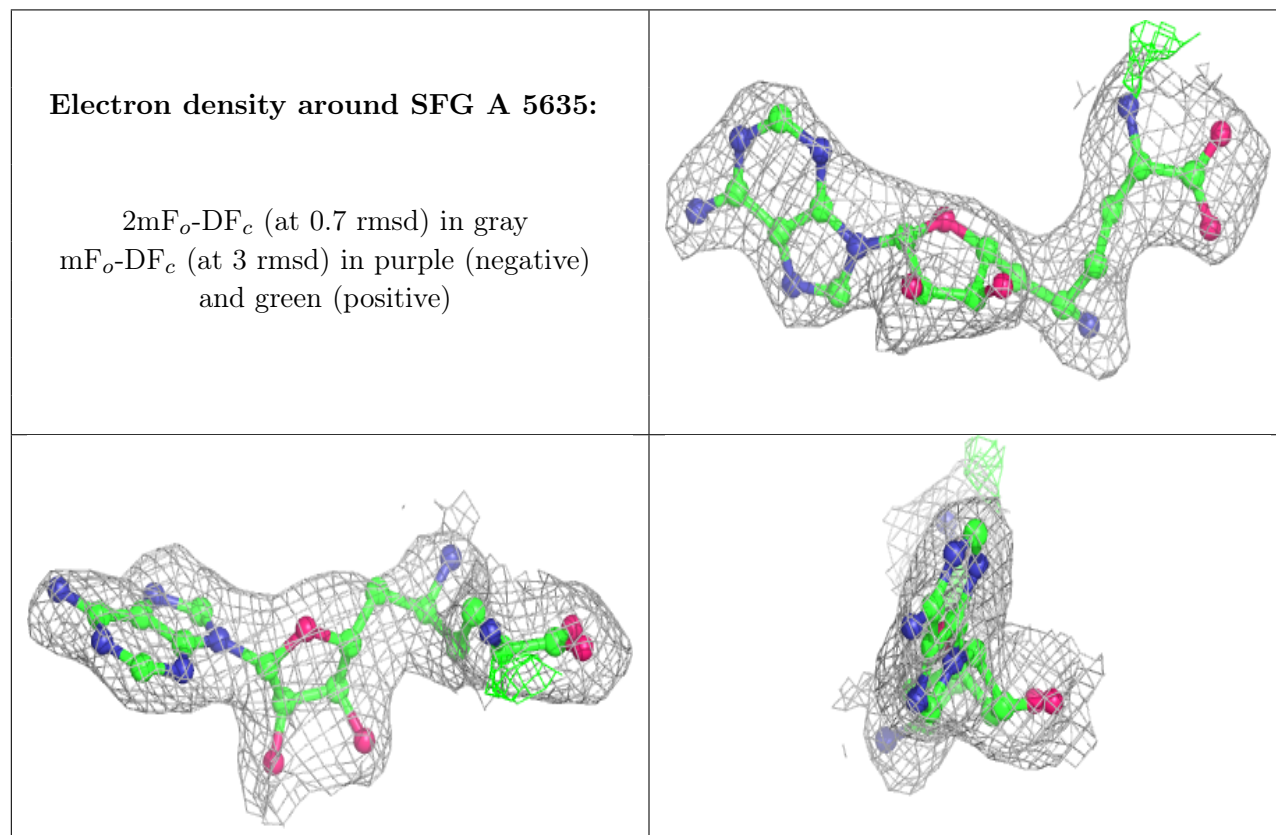 Electron density around SFG A 5635:
2mFo-DFc (at 0.7 rmsd) in gray
mFo-DFc (at 3 rmsd) in purple (negative)
and green (positive)